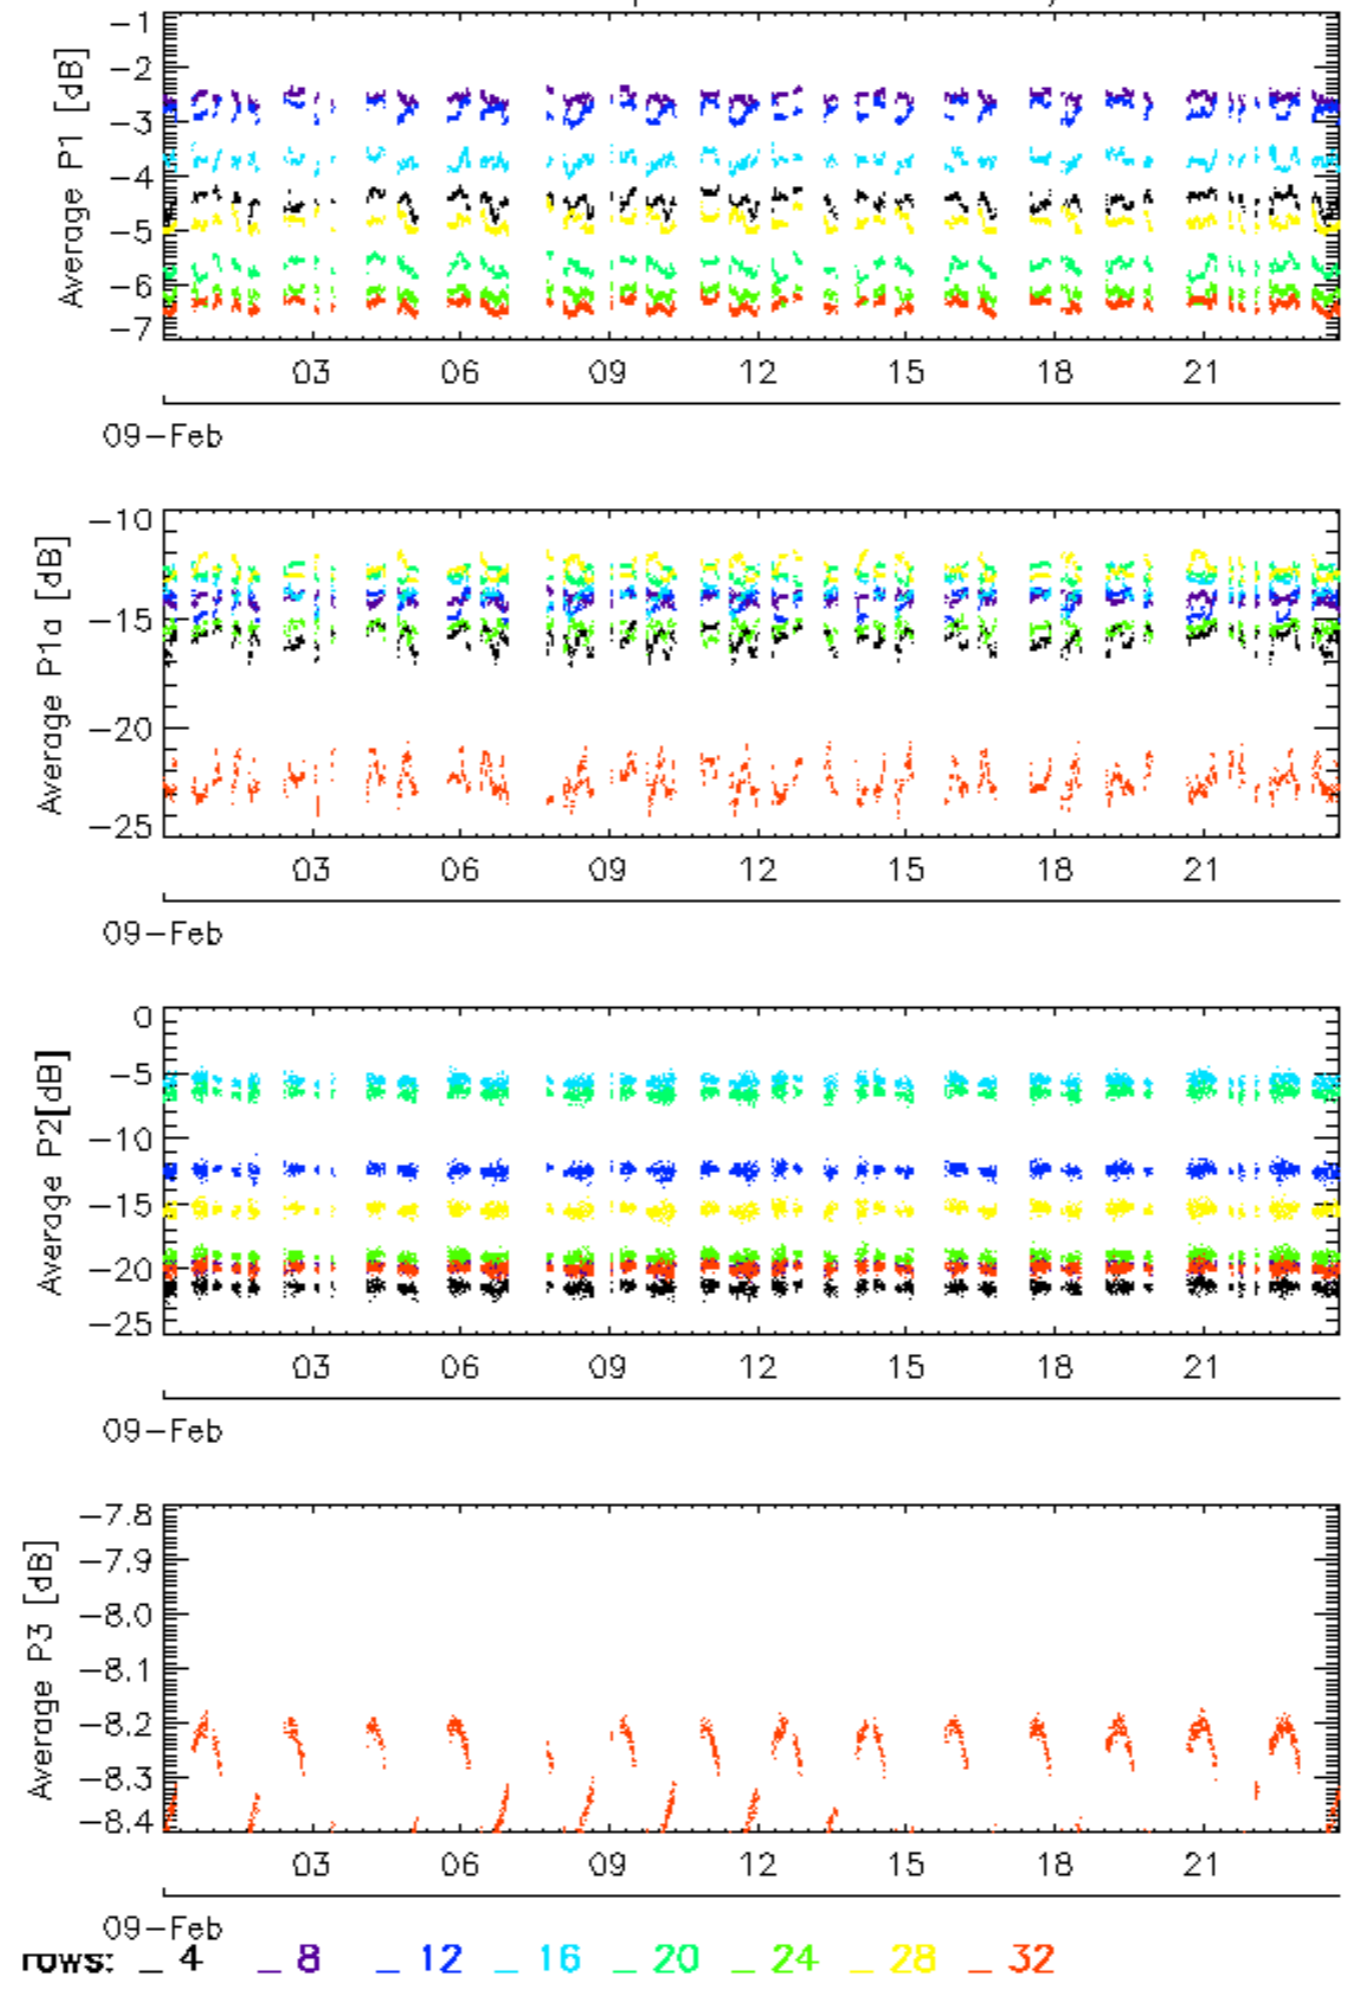 -1
-2
-3
-4
-5
-6
-7
Average P1 [dB]
03 06 09 12 15 18 21
09-Feb
-10
-15
-20
-25
Average P1a [dB]
03 06 09 12 15 18 21
09-Feb
0
-5
-10
-15
-20
-25
Average P2[dB]
03 06 09 12 15 18 21
09-Feb
-7.8
-7.9
-8.0
-8.1
-8.2
-8.3
-8.4
Average P3 [dB]
03 06 09 12 15 18 21
09-Feb
rows: _ 4 _ 8 _ 12 _ 16 _ 20 _ 24 _ 28 _ 32